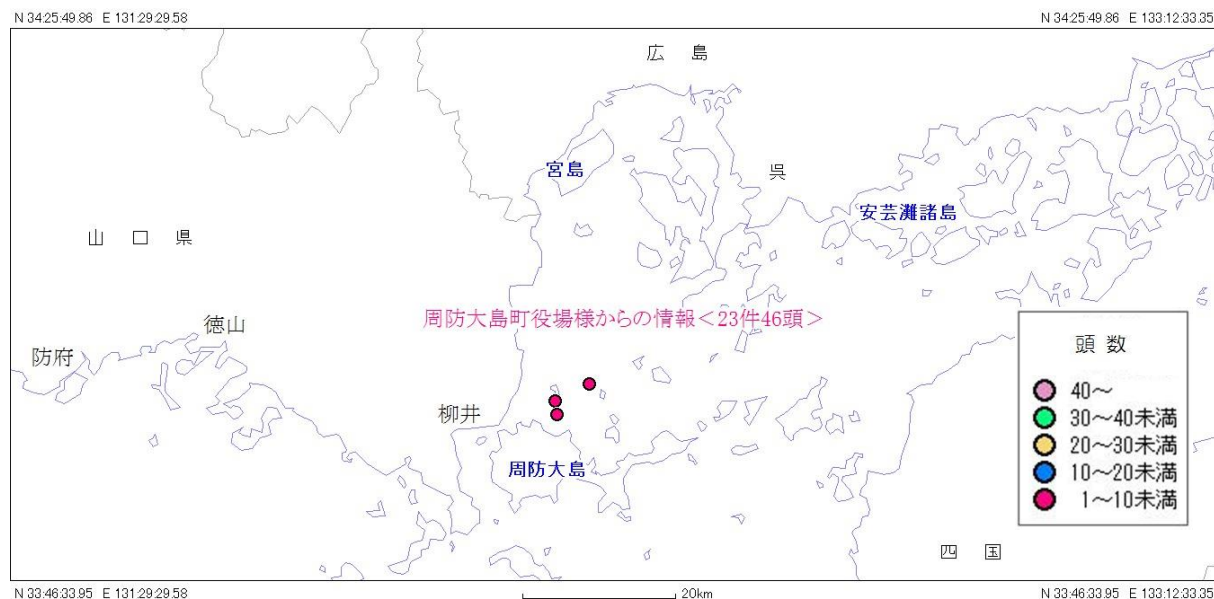 N 34:25:49.86 E 131:29:29.58
N 34:25:49.86 E 133:12:33.35
広 島
宮島
呉
安芸灘諸島
山 口 県
周防大島町役場様からの情報＜23件46頭＞
徳山
防府
頭 数
40～
30～40未満
20～30未満
10～20未満
1～10未満
柳井
周防大島
四 国
N 33:46:33.95 E 131:29:29.58
20km
N 33:46:33.95 E 133:12:33.35